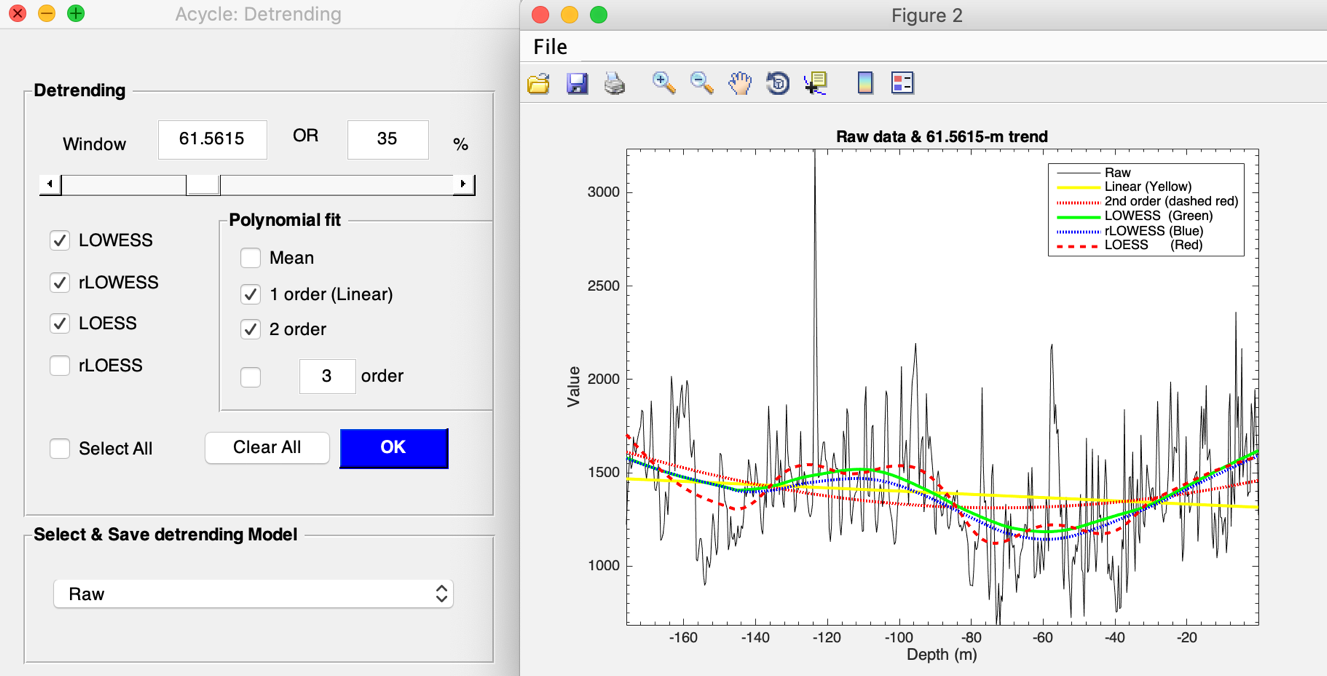 Acycle: Detrending
Detrending
Window 61.5615 OR 35 %
LOWESS
rLOWESS
LOESS
rLOESS
Polynomial fit
Mean
1 order (Linear)
2 order
3 order
Select All
Clear All
OK
Select & Save detrending Model
Raw
Figure 2
File
Raw data & 61.5615-m trend
Raw
Linear (Yellow)
2nd order (dashed red)
LOWESS (Green)
rLOWESS (Blue)
LOESS (Red)
Value
3000
2500
2000
1500
1000
-160 -140 -120 -100 -80 -60 -40 -20
Depth (m)